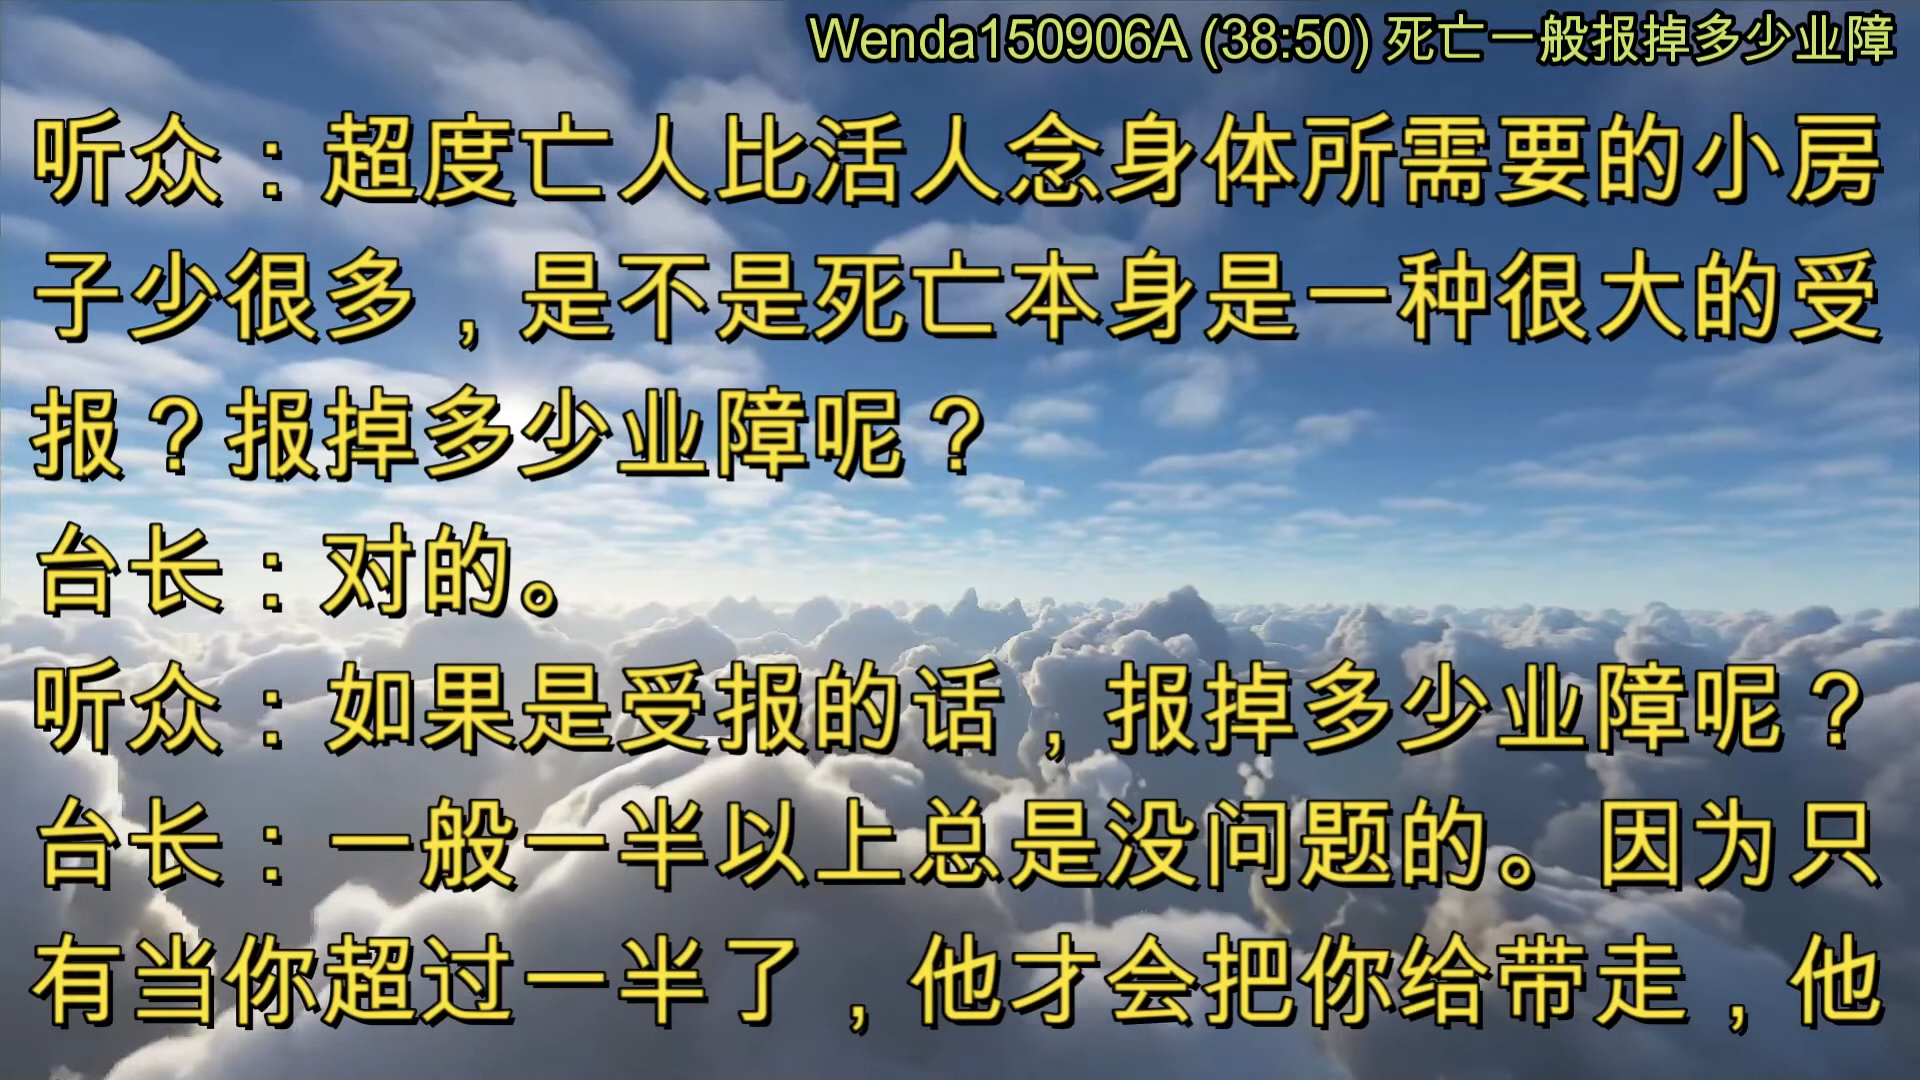 Wenda150906A (38:50) 死亡一般报掉多少业障
听众：超度亡人比活人念身体所需要的小房
子少很多，是不是死亡本身是一种很大的受
报？报掉多少业障呢？
台长：对的。
听众：如果是受报的话，报掉多少业障呢？
台长：一般一半以上总是没问题的。因为只
有当你超过一半了，他才会把你给带走，他